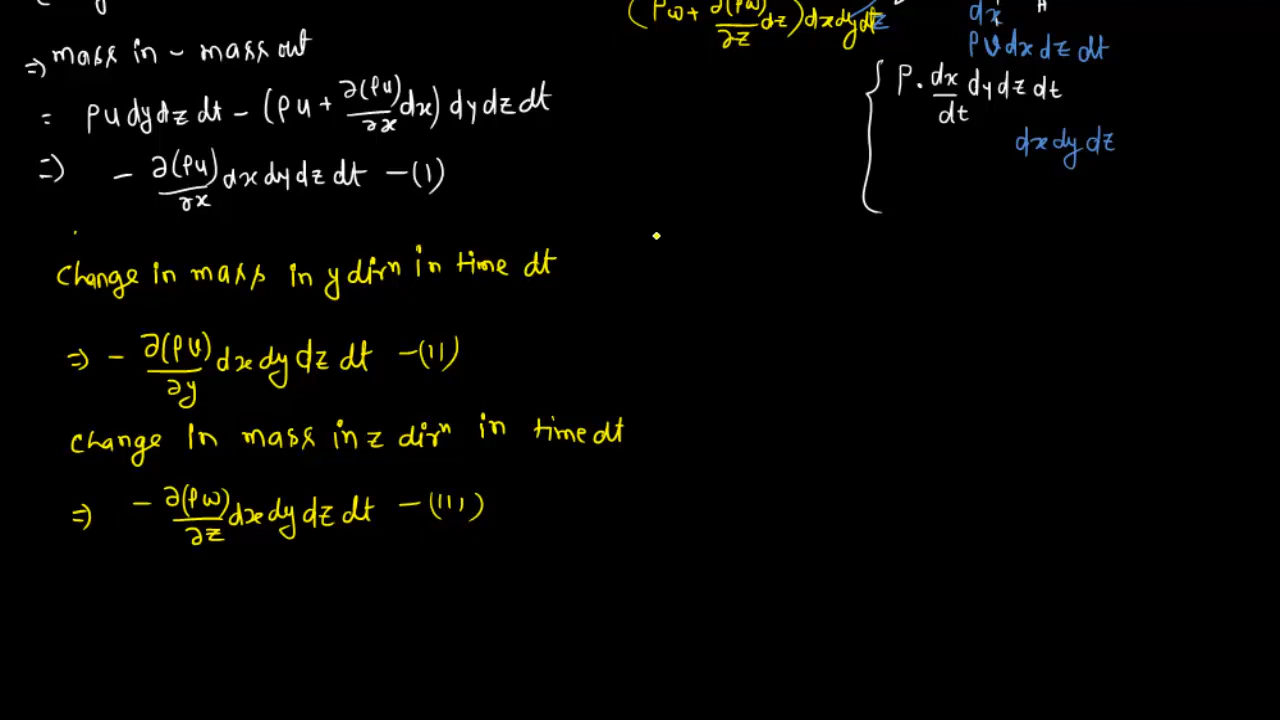 ⇒ mass in - mass out
= ρu dy dz dt - (ρu + ∂(ρu)/∂x dx) dy dz dt
⇒ - ∂(ρu)/∂x dx dy dz dt - (I)
change in mass in y dirⁿ in time dt
⇒ - ∂(ρv)/∂y dx dy dz dt - (II)
change in mass in z dirⁿ in time dt
⇒ - ∂(ρw)/∂z dx dy dz dt - (III)
(ρw + ∂(ρw)/∂z dz) dx dy dt
dx
ρv dx dz dt
{ ρ · dx/dt dy dz dt
dx dy dz